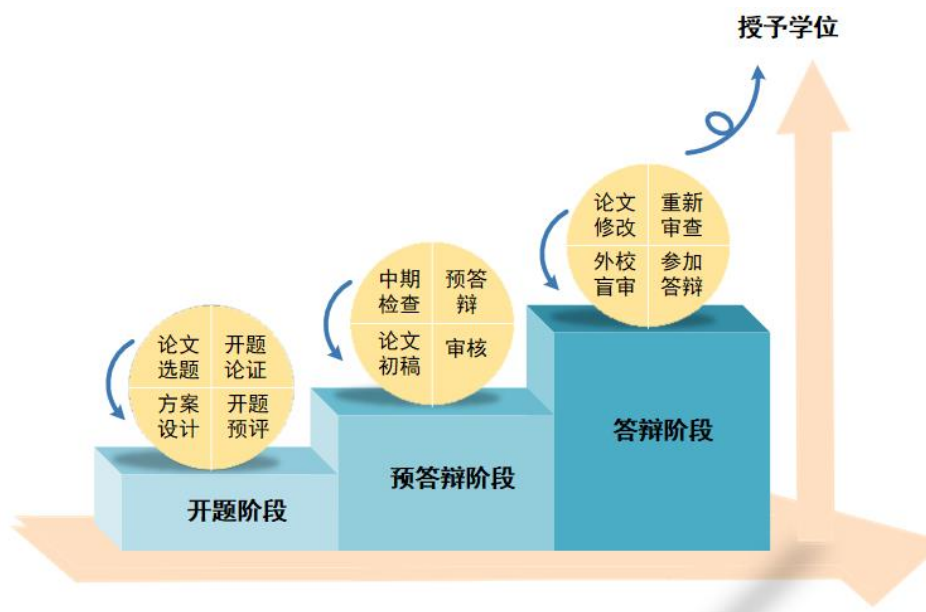 授予学位
论文
修改
重新
审查
外校
盲审
参加
答辩
中期
检查
预答
辩
论文
初稿
审核
论文
选题
开题
论证
方案
设计
开题
预评
答辩阶段
预答辩阶段
开题阶段